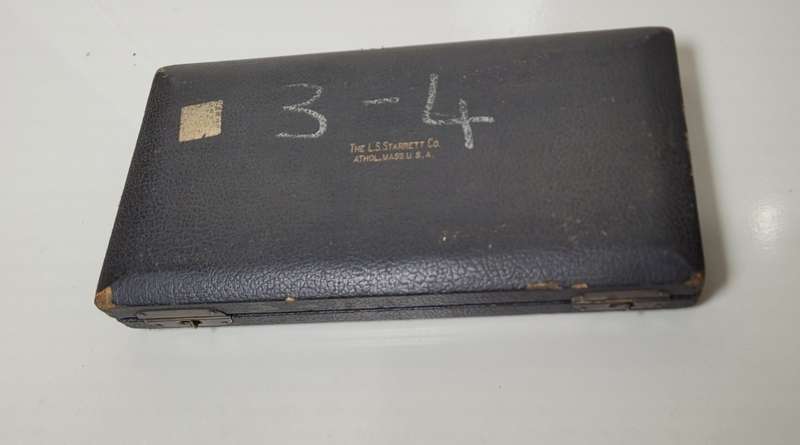 3-4
THE L.S. STARRETT CO.
ATHOL, MASS. U.S.A.